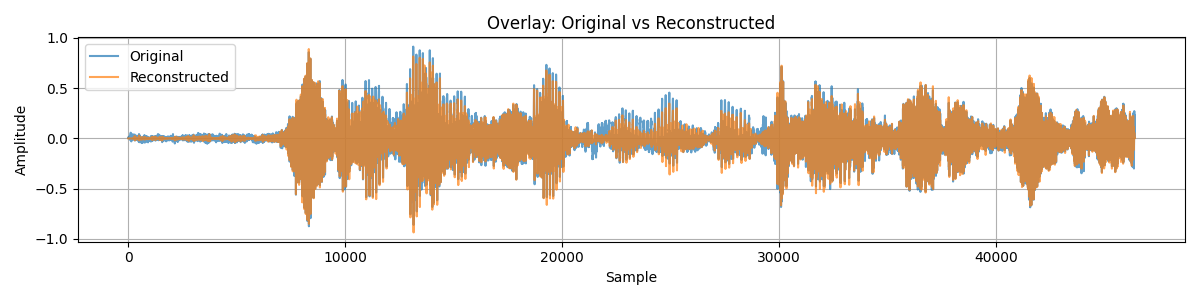 Overlay: Original vs Reconstructed
Original
Reconstructed
Amplitude
1.0
0.5
0.0
−0.5
−1.0
0 10000 20000 30000 40000
Sample